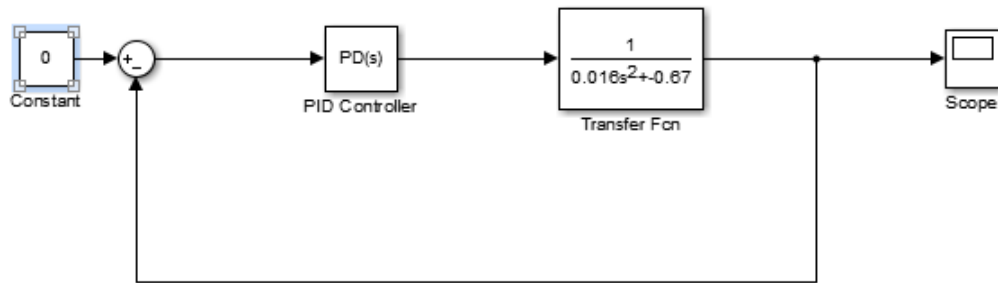 0
Constant
+
-
PD(s)
PID Controller
1
0.016s²+-0.67
Transfer Fcn
Scope